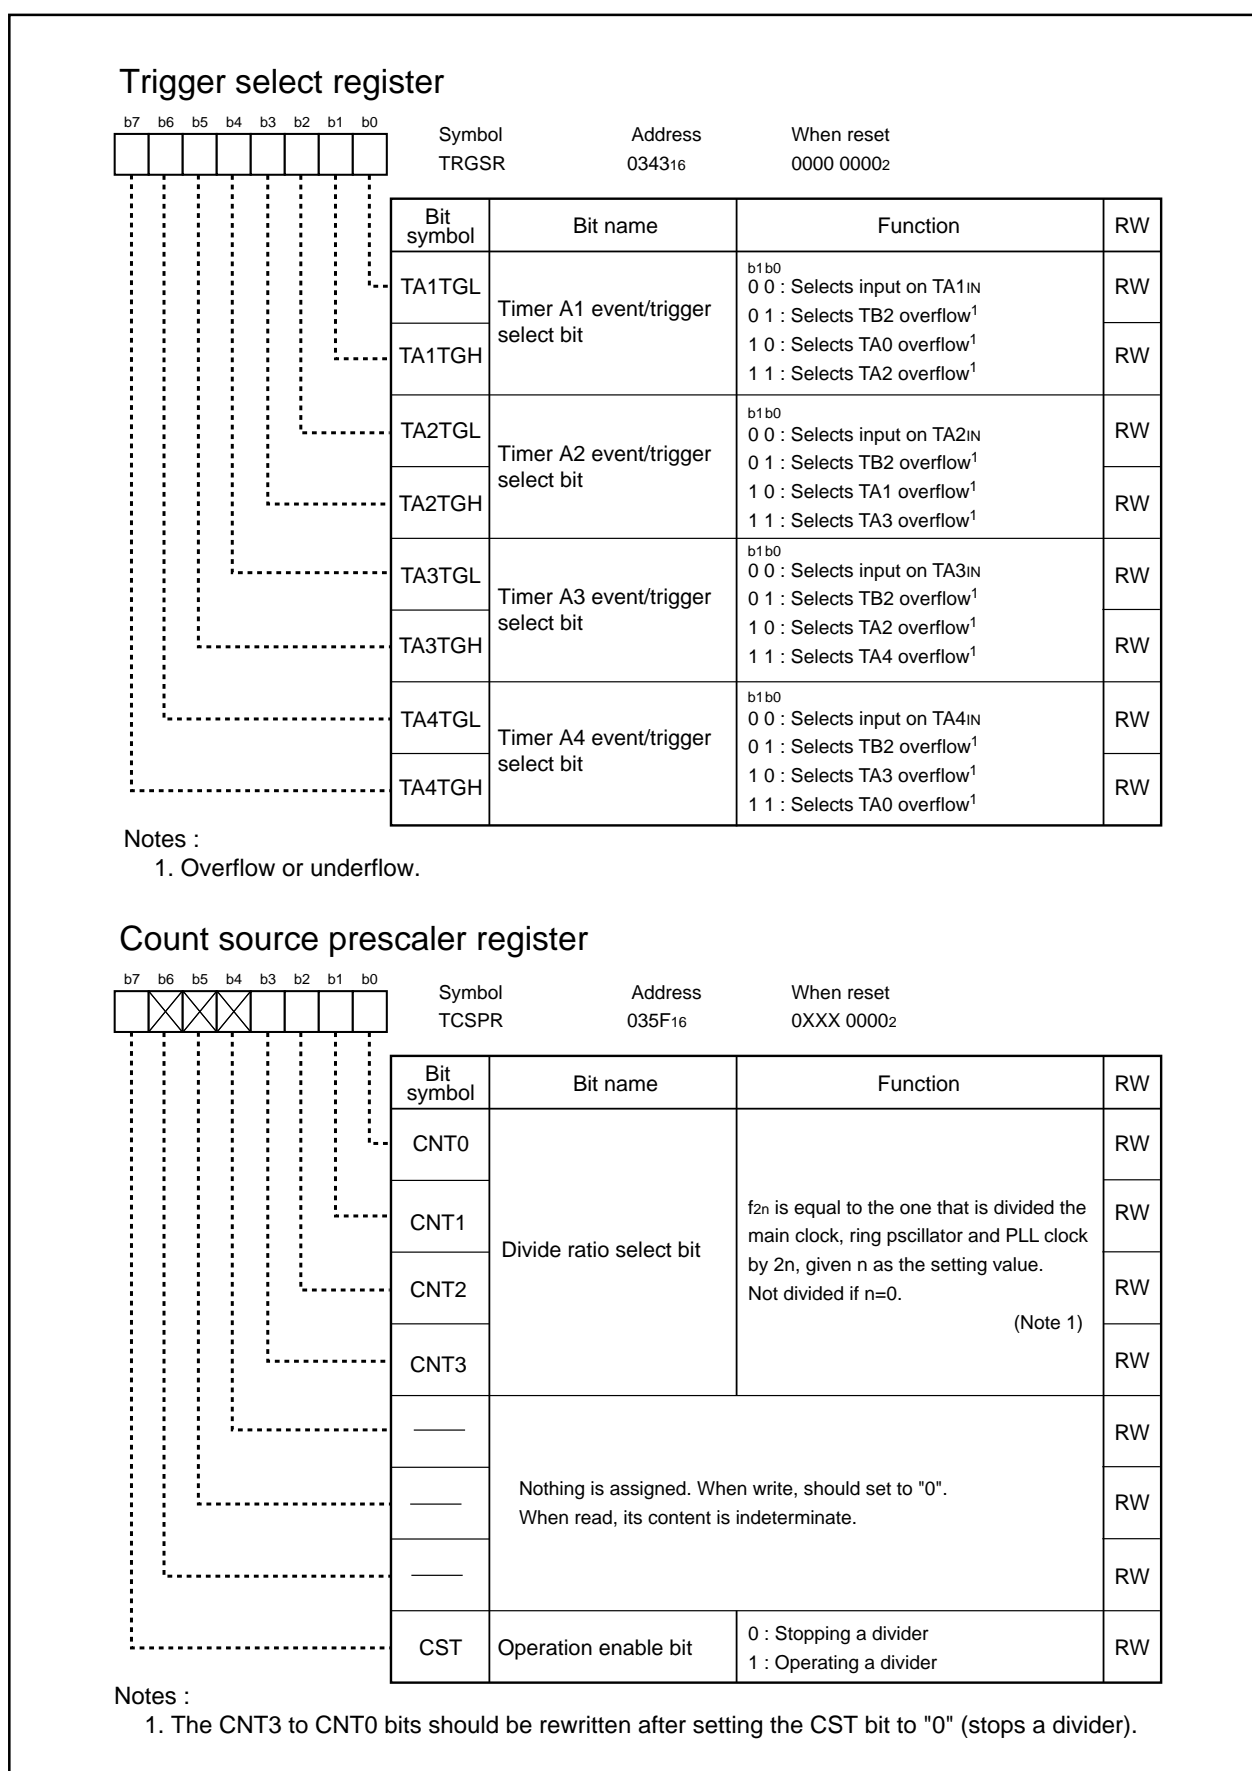 Trigger select register
b7 b6 b5 b4 b3 b2 b1 b0
Symbol Address When reset
TRGSR 034316 0000 00002
Bit symbol Bit name Function RW
TA1TGL RW
TA1TGH RW
Timer A1 event/trigger
select bit
b1b0
0 0 : Selects input on TA1IN
0 1 : Selects TB2 overflow1
1 0 : Selects TA0 overflow1
1 1 : Selects TA2 overflow1
TA2TGL RW
TA2TGH RW
Timer A2 event/trigger
select bit
b1b0
0 0 : Selects input on TA2IN
0 1 : Selects TB2 overflow1
1 0 : Selects TA1 overflow1
1 1 : Selects TA3 overflow1
TA3TGL RW
TA3TGH RW
Timer A3 event/trigger
select bit
b1b0
0 0 : Selects input on TA3IN
0 1 : Selects TB2 overflow1
1 0 : Selects TA2 overflow1
1 1 : Selects TA4 overflow1
TA4TGL RW
TA4TGH RW
Timer A4 event/trigger
select bit
b1b0
0 0 : Selects input on TA4IN
0 1 : Selects TB2 overflow1
1 0 : Selects TA3 overflow1
1 1 : Selects TA0 overflow1
Notes :
1. Overflow or underflow.
Count source prescaler register
b7 b6 b5 b4 b3 b2 b1 b0
Symbol Address When reset
TCSPR 035F16 0XXX 00002
Bit symbol Bit name Function RW
CNT0 RW
CNT1 RW
CNT2 RW
CNT3 RW
Divide ratio select bit
f2n is equal to the one that is divided the
main clock, ring pscillator and PLL clock
by 2n, given n as the setting value.
Not divided if n=0.
(Note 1)
RW
Nothing is assigned. When write, should set to "0".
When read, its content is indeterminate.
RW
RW
CST Operation enable bit
0 : Stopping a divider
1 : Operating a divider
RW
Notes :
1. The CNT3 to CNT0 bits should be rewritten after setting the CST bit to "0" (stops a divider).